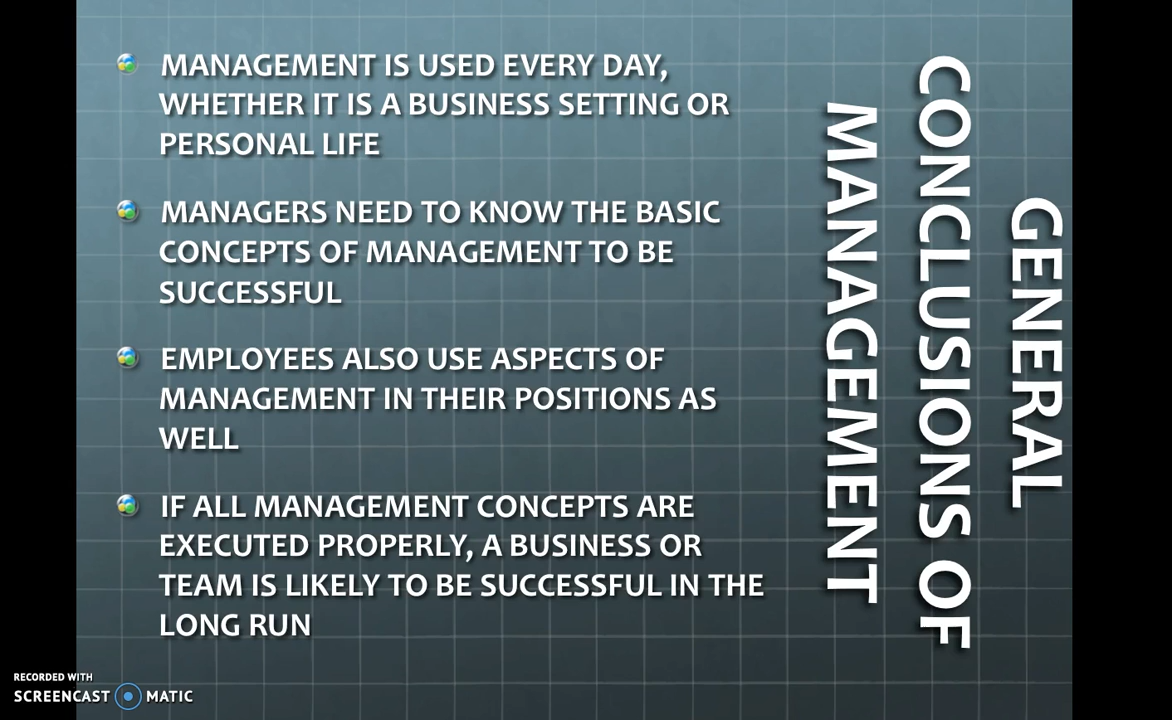 GENERAL
CONCLUSIONS OF
MANAGEMENT
MANAGEMENT IS USED EVERY DAY,
WHETHER IT IS A BUSINESS SETTING OR
PERSONAL LIFE
MANAGERS NEED TO KNOW THE BASIC
CONCEPTS OF MANAGEMENT TO BE
SUCCESSFUL
EMPLOYEES ALSO USE ASPECTS OF
MANAGEMENT IN THEIR POSITIONS AS
WELL
IF ALL MANAGEMENT CONCEPTS ARE
EXECUTED PROPERLY, A BUSINESS OR
TEAM IS LIKELY TO BE SUCCESSFUL IN THE
LONG RUN
RECORDED WITH
SCREENCAST MATIC